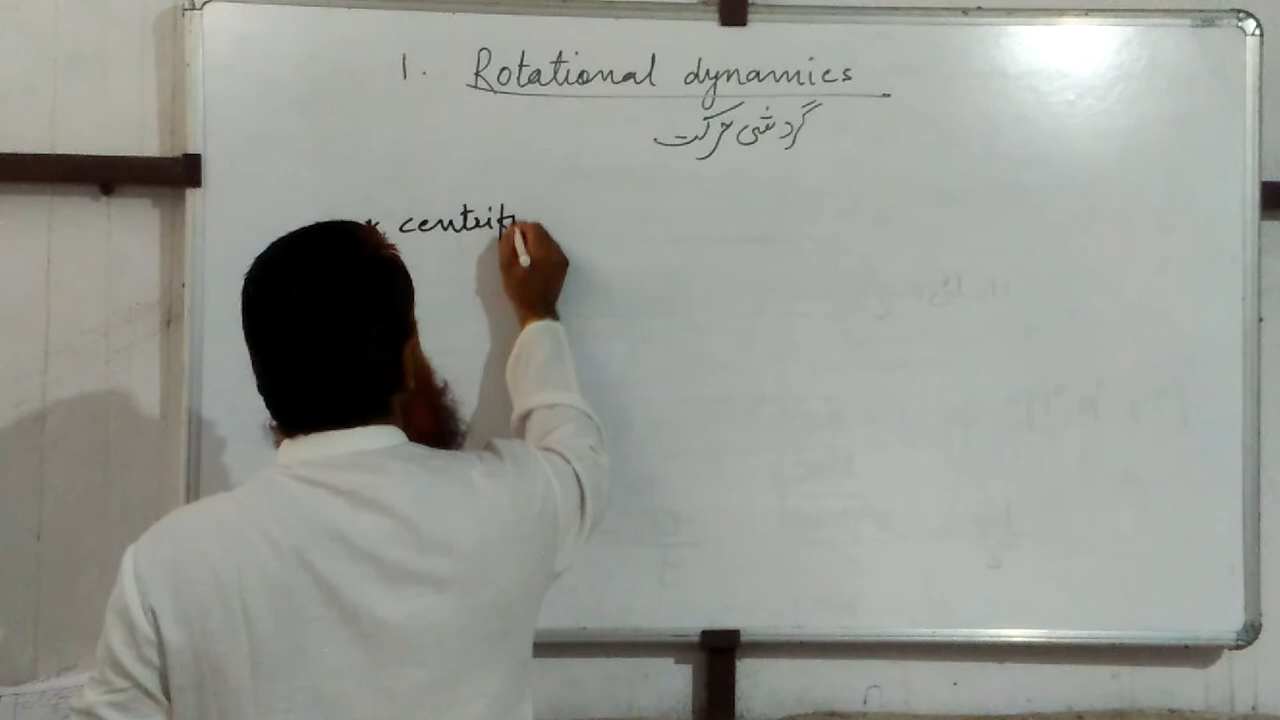 1. Rotational dynamics
گردشی حرکت
* centrif